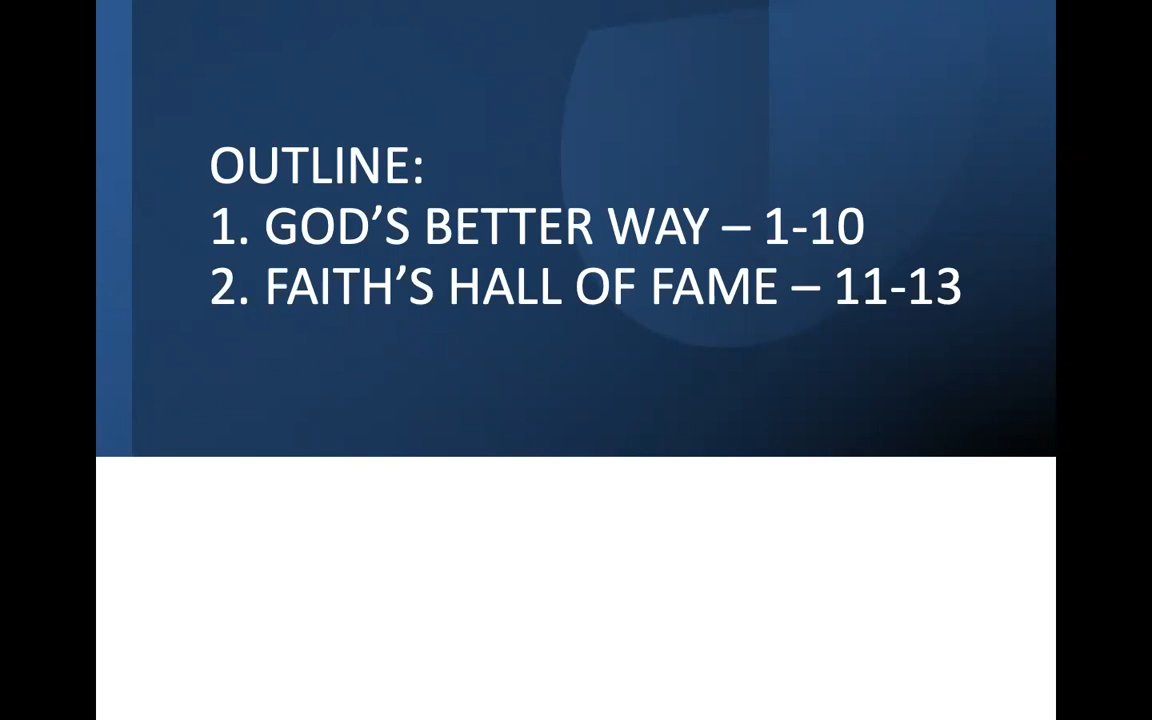 OUTLINE:
1. GOD’S BETTER WAY – 1-10
2. FAITH’S HALL OF FAME – 11-13